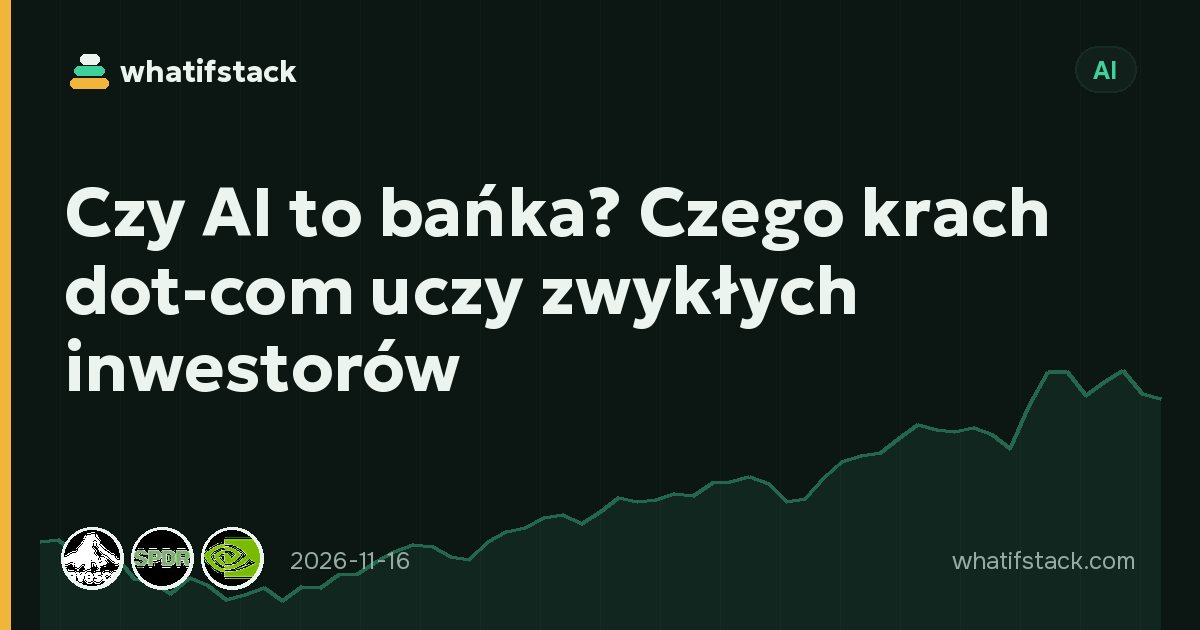 whatifstack
AI
Czy AI to bańka? Czego krach
dot-com uczy zwykłych
inwestorów
SPDR
2026-11-16
whatifstack.com